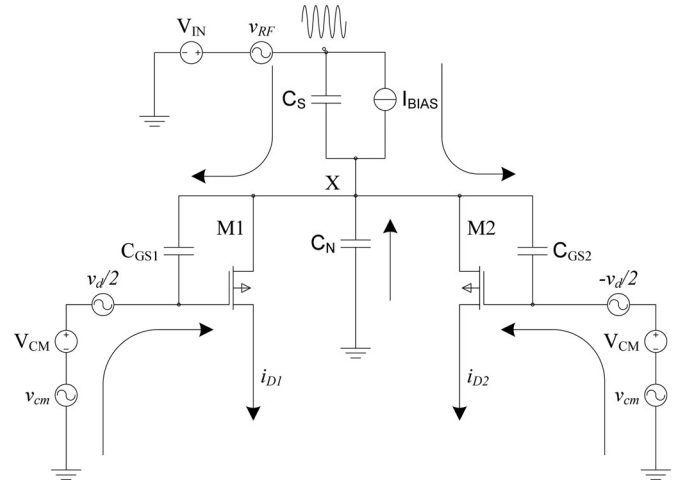 V_IN
v_RF
C_S
I_BIAS
X
M1
M2
C_GS1
C_N
C_GS2
v_d/2
-v_d/2
V_CM
V_CM
v_cm
v_cm
i_D1
i_D2